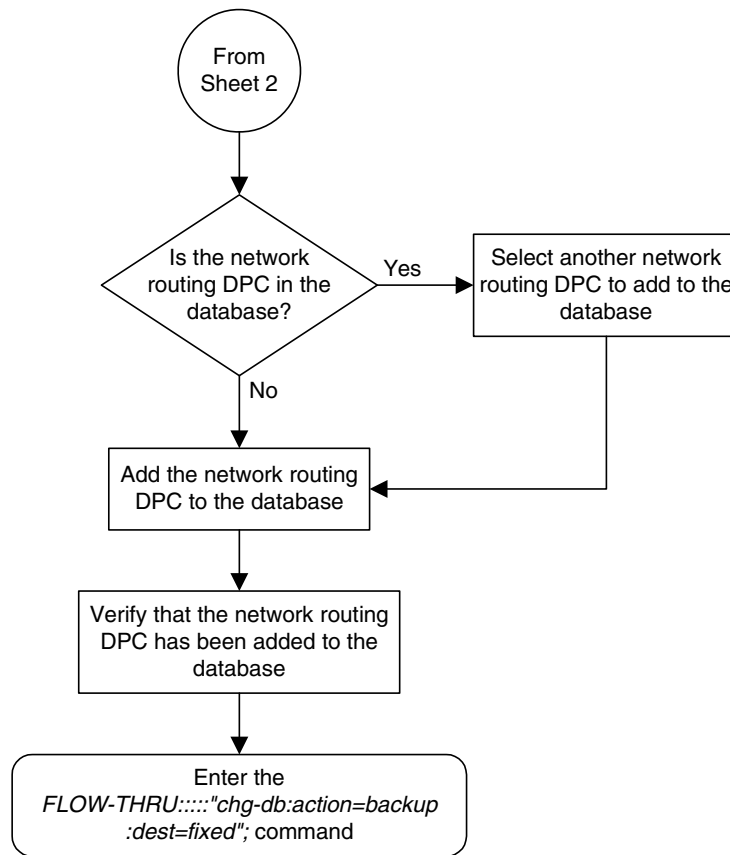 From
Sheet 2
Is the network
routing DPC in the
database?
Yes
Select another network
routing DPC to add to the
database
No
Add the network routing
DPC to the database
Verify that the network routing
DPC has been added to the
database
Enter the
FLOW-THRU:::::"chg-db:action=backup
:dest=fixed"; command